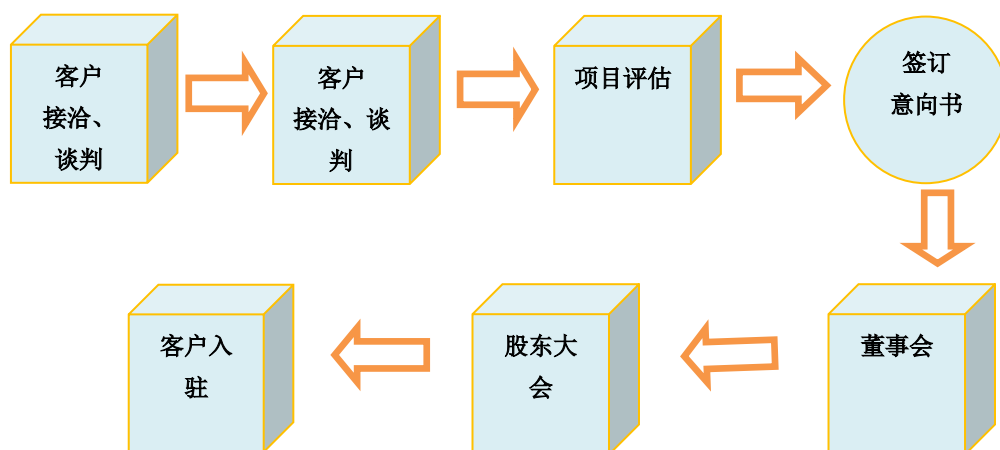 客户
接洽、
谈判
客户
接洽、谈
判
项目评估
签订
意向书
董事会
股东大
会
客户入
驻